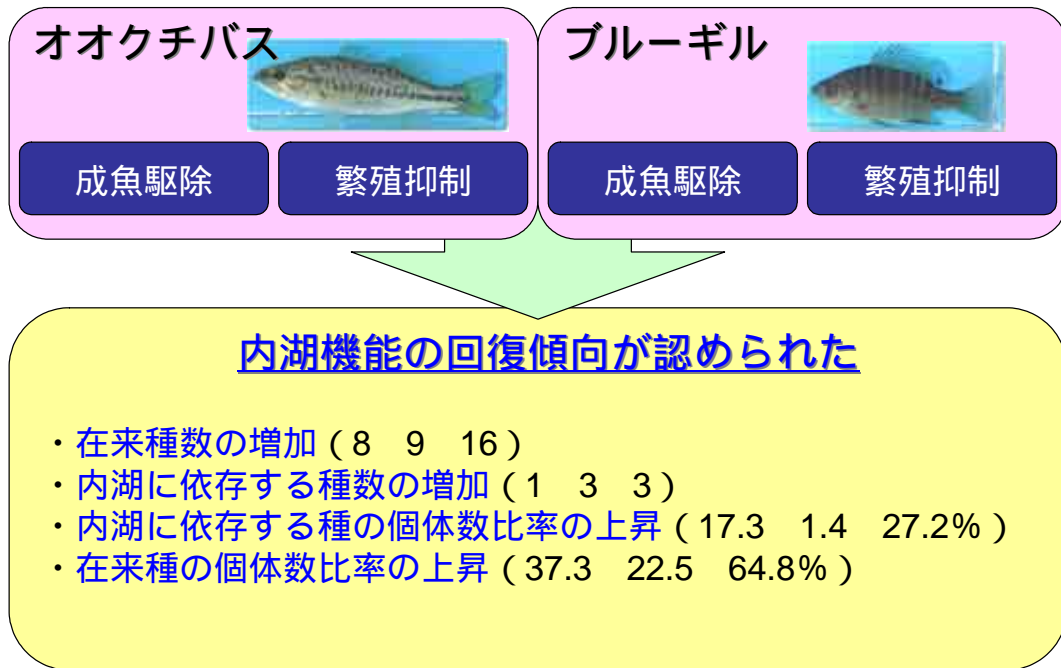 オオクチバス
ブルーギル
成魚駆除
繁殖抑制
成魚駆除
繁殖抑制
内湖機能の回復傾向が認められた
・在来種数の増加（8　9　16）
・内湖に依存する種数の増加（1　3　3）
・内湖に依存する種の個体数比率の上昇（17.3　1.4　27.2%）
・在来種の個体数比率の上昇（37.3　22.5　64.8%）